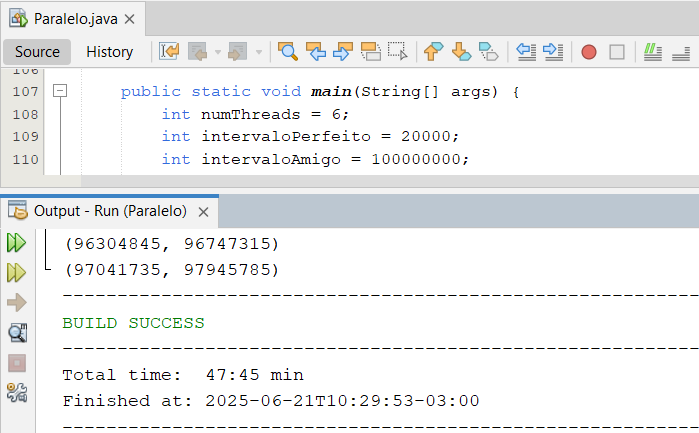 Paralelo.java ×
Source History
106
107 public static void main(String[] args) {
108 int numThreads = 6;
109 int intervaloPerfeito = 20000;
110 int intervaloAmigo = 100000000;
Output - Run (Paralelo) ×
(96304845, 96747315)
(97041735, 97945785)
------------------------------------------------------------
BUILD SUCCESS
------------------------------------------------------------
Total time:  47:45 min
Finished at: 2025-06-21T10:29:53-03:00
------------------------------------------------------------